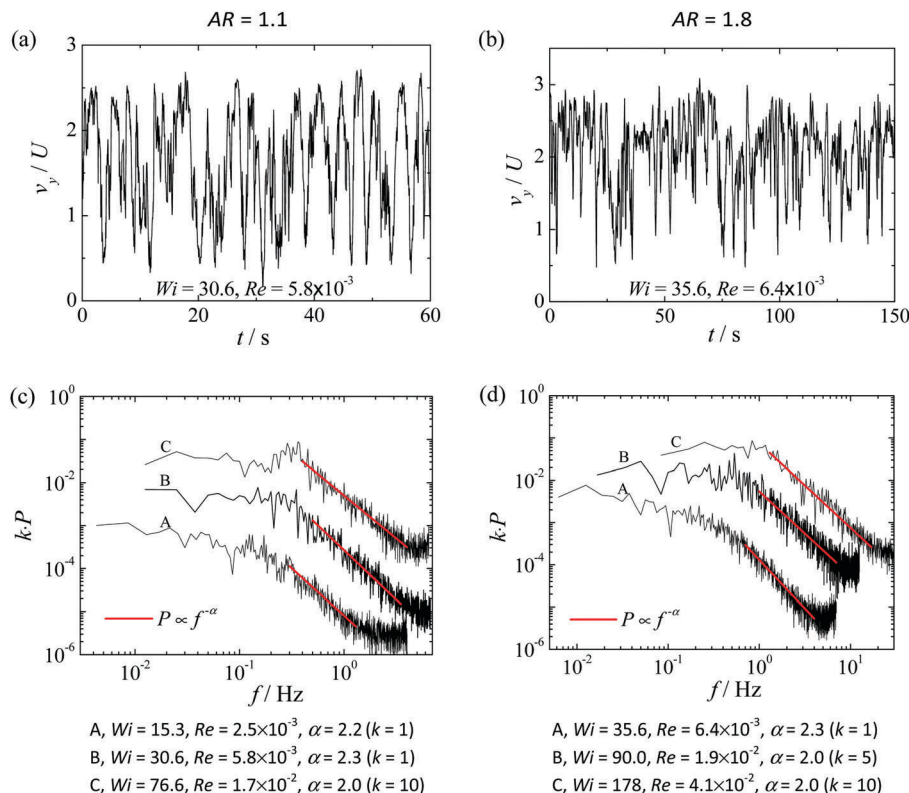 AR = 1.1
AR = 1.8
(a)
(b)
3
2
1
0
v_y / U
Wi = 30.6, Re = 5.8x10^-3
0 20 40 60
t / s
3
2
1
0
v_y / U
Wi = 35.6, Re = 6.4x10^-3
0 50 100 150
t / s
(c)
10^0
10^-2
10^-4
10^-6
k·P
C
B
A
P ∝ f^-α
10^-2 10^-1 10^0
f / Hz
(d)
10^0
10^-2
10^-4
10^-6
k·P
C
B
A
P ∝ f^-α
10^-2 10^-1 10^0 10^1
f / Hz
A, Wi = 15.3, Re = 2.5×10^-3, α = 2.2 (k = 1)
B, Wi = 30.6, Re = 5.8×10^-3, α = 2.3 (k = 1)
C, Wi = 76.6, Re = 1.7×10^-2, α = 2.0 (k = 10)
A, Wi = 35.6, Re = 6.4×10^-3, α = 2.3 (k = 1)
B, Wi = 90.0, Re = 1.9×10^-2, α = 2.0 (k = 5)
C, Wi = 178, Re = 4.1×10^-2, α = 2.0 (k = 10)